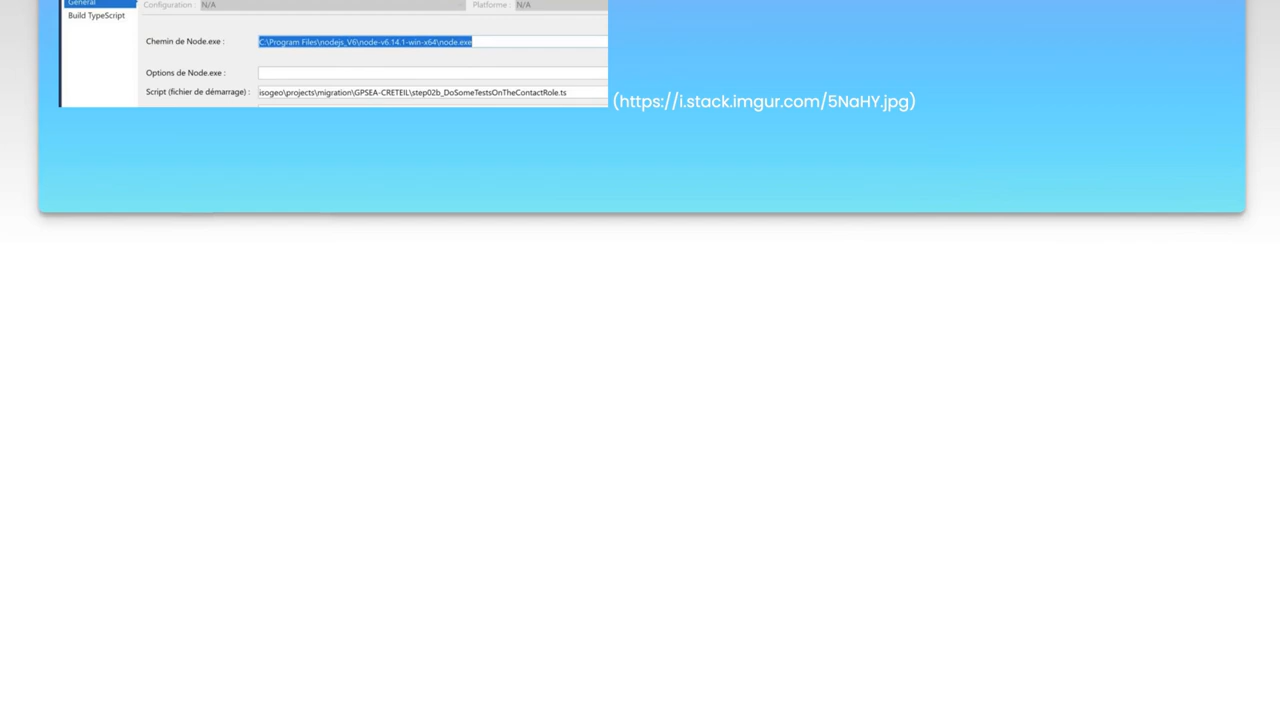 Général
Configuration : N/A Platforme : N/A
Build TypeScript
Chemin de Node.exe : C:\Program Files\nodejs_V6\node-v6.14.1-win-x64\node.exe
Options de Node.exe :
Script (fichier de démarrage) : isogeo\projects\migration\GPSEA-CRETEIL\step02b_DoSomeTestsOnTheContactRole.ts
(https://i.stack.imgur.com/5NaHY.jpg)